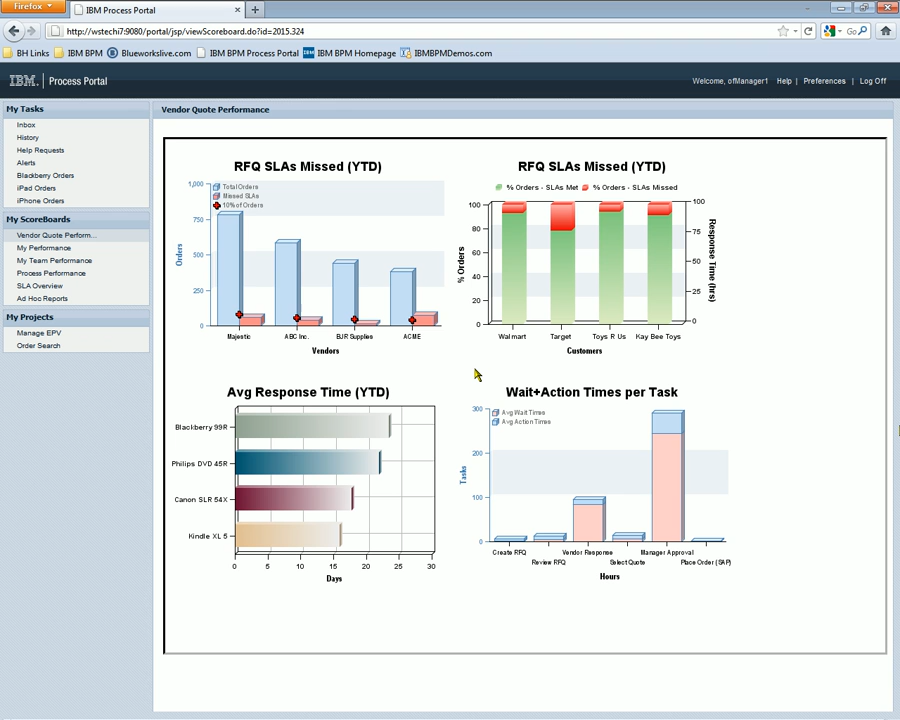 Firefox
IBM Process Portal
http://wstechi7:9080/portal/jsp/viewScoreboard.do?id=2015.324
Go
BH Links
IBM BPM
Blueworkslive.com
IBM BPM Process Portal
IBM BPM Homepage
IBMBPMDemos.com
IBM. Process Portal
Welcome, ofManager1 Help | Preferences | Log Off
My Tasks
Inbox
History
Help Requests
Alerts
Blackberry Orders
iPad Orders
iPhone Orders
My ScoreBoards
Vendor Quote Perform...
My Performance
My Team Performance
Process Performance
SLA Overview
Ad Hoc Reports
My Projects
Manage EPV
Order Search
Vendor Quote Performance
RFQ SLAs Missed (YTD)
Total Orders
Missed SLAs
10% of Orders
1,000
750
500
250
0
Orders
Majestic
ABC Inc.
BJR Supplies
ACME
Vendors
RFQ SLAs Missed (YTD)
% Orders - SLAs Met
% Orders - SLAs Missed
100
80
60
40
20
0
% Orders
100
75
50
25
0
Response Time (hrs)
Walmart
Target
Toys R Us
Kay Bee Toys
Customers
Avg Response Time (YTD)
Blackberry 99R
Philips DVD 45R
Canon SLR 54X
Kindle XL 5
0 5 10 15 20 25 30
Days
Wait+Action Times per Task
Avg Wait Times
Avg Action Times
300
200
100
0
Tasks
Create RFQ
Review RFQ
Vendor Response
Select Quote
Manager Approval
Place Order (SAP)
Hours